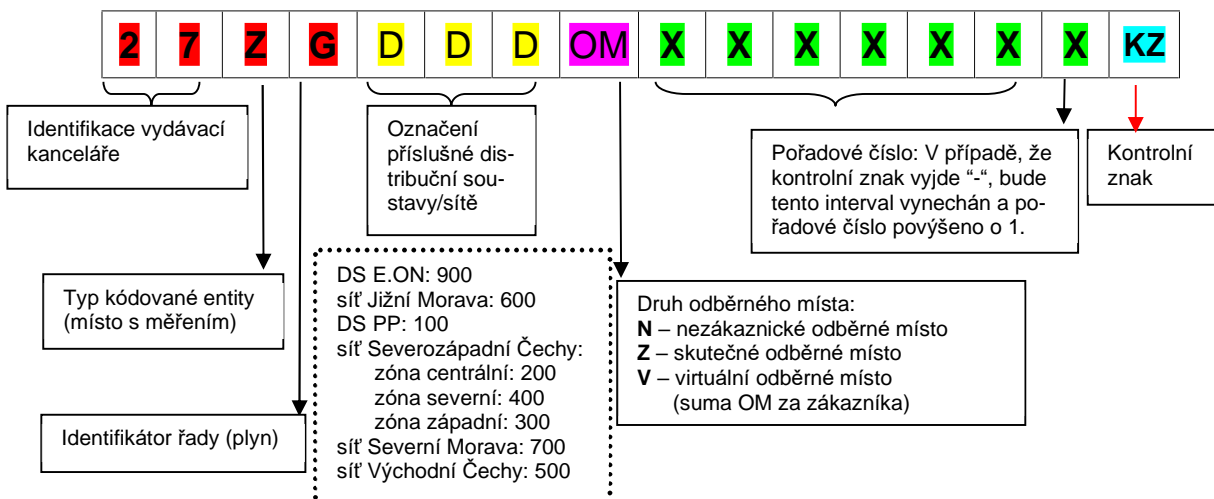 2 7 Z G D D D OM X X X X X X X KZ
Identifikace vydávací
kanceláře
Označení
příslušné dis-
tribuční sou-
stavy/sítě
Pořadové číslo: V případě, že
kontrolní znak vyjde “-“, bude
tento interval vynechán a po-
řadové číslo povýšeno o 1.
Kontrolní
znak
Typ kódované entity
(místo s měřením)
DS E.ON: 900
síť Jižní Morava: 600
DS PP: 100
síť Severozápadní Čechy:
zóna centrální: 200
zóna severní: 400
zóna západní: 300
síť Severní Morava: 700
síť Východní Čechy: 500
Druh odběrného místa:
N – nezákaznické odběrné místo
Z – skutečné odběrné místo
V – virtuální odběrné místo
(suma OM za zákazníka)
Identifikátor řady (plyn)